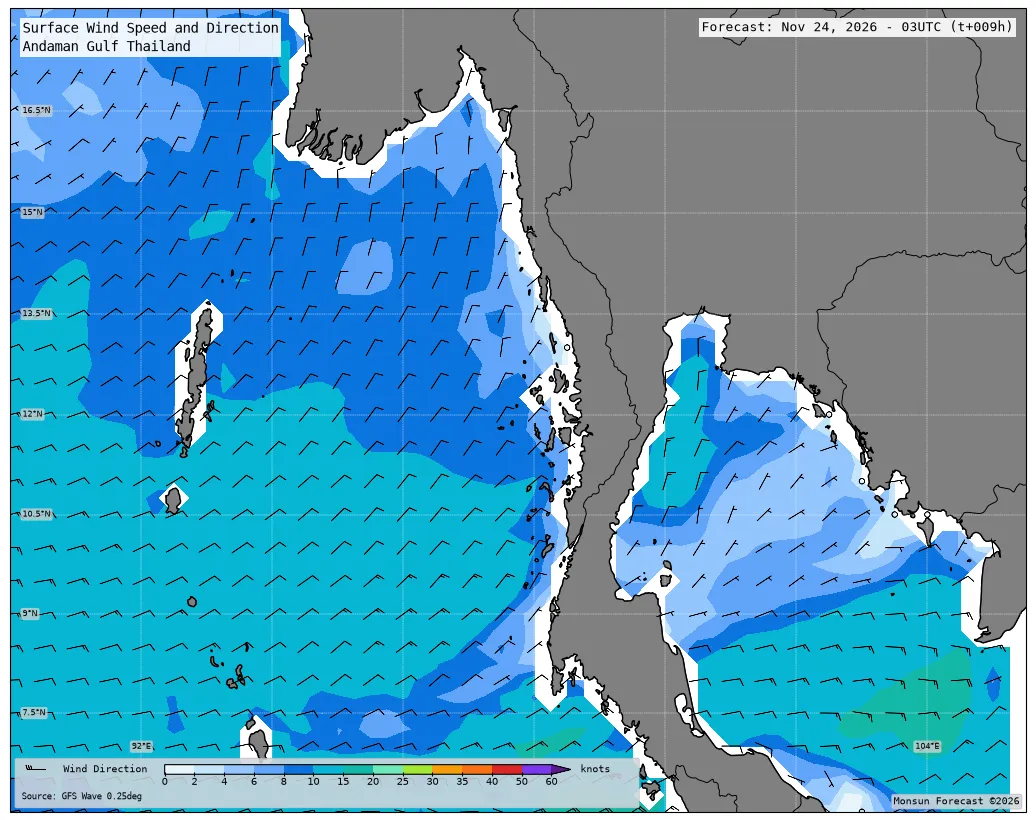 Surface Wind Speed and Direction
Andaman Gulf Thailand
Forecast: Nov 24, 2026 - 03UTC (t+009h)
16.5°N
15°N
13.5°N
12°N
10.5°N
9°N
7.5°N
92°E
104°E
Wind Direction
knots
0 2 4 6 8 10 15 20 25 30 35 40 50 60
Source: GFS Wave 0.25deg
Monsun Forecast ©2026